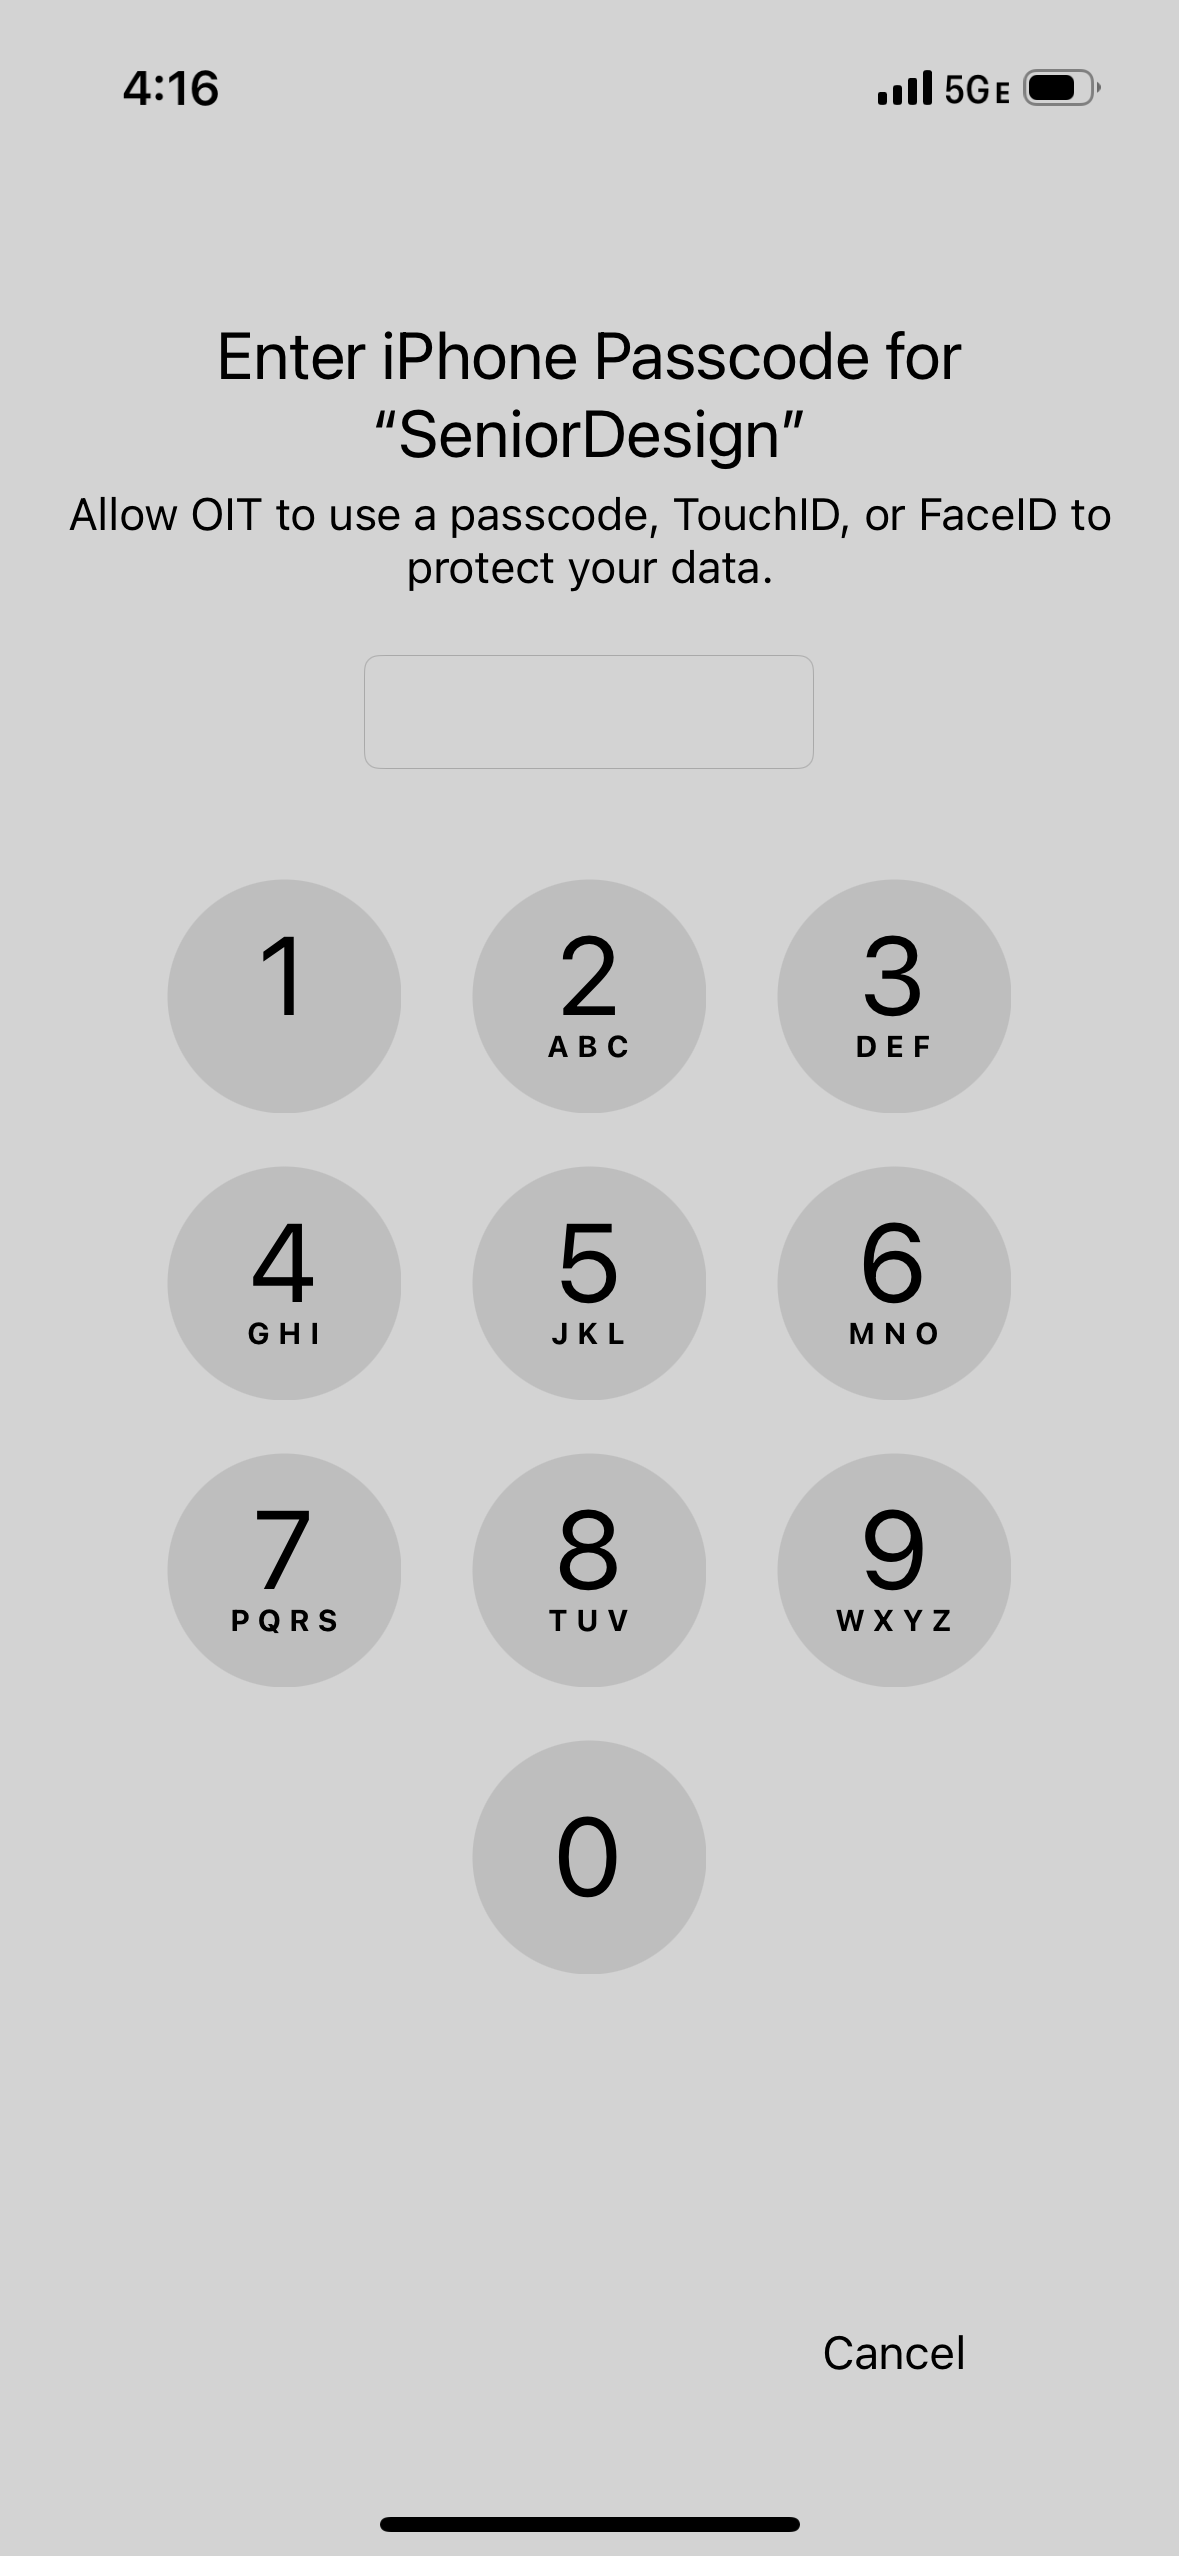 4:16 5G E
Enter iPhone Passcode for
“SeniorDesign”
Allow OIT to use a passcode, TouchID, or FaceID to
protect your data.
1 2 3
ABC DEF
4 5 6
GHI JKL MNO
7 8 9
PQRS TUV WXYZ
0
Cancel